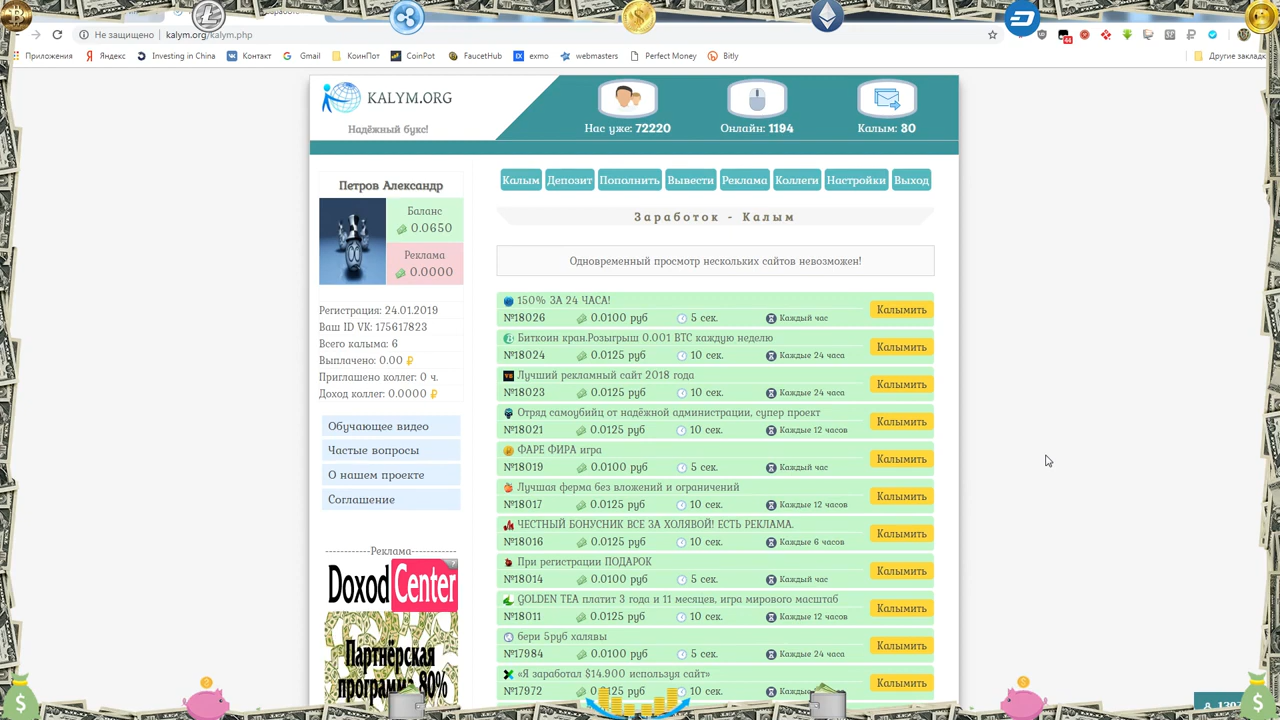 Не защищено
kalym.org/kalym.php
Приложения
Яндекс
Investing in China
Контакт
Gmail
КоинПот
CoinPot
FaucetHub
exmo
webmasters
Perfect Money
Bitly
Другие закладк
KALYM.ORG
Надёжный букс!
Нас уже: 72220
Онлайн: 1194
Калым: 30
Петров Александр
Баланс
0.0650
Реклама
0.0000
Регистрация: 24.01.2019
Ваш ID VK: 175617823
Всего калыма: 6
Выплачено: 0.00 ₽
Приглашено коллег: 0 ч.
Доход коллег: 0.0000 ₽
Обучающее видео
Частые вопросы
О нашем проекте
Соглашение
------------Реклама------------
DoxodCenter
Партнёрская
программа 80%
Калым Депозит Пополнить Вывести Реклама Коллеги Настройки Выход
Заработок - Калым
Одновременный просмотр нескольких сайтов невозможен!
150% ЗА 24 ЧАСА!
№18026 0.0100 руб 5 сек. Каждый час
Калымить
Биткоин кран.Розыгрыш 0.001 BTC каждую неделю
№18024 0.0125 руб 10 сек. Каждые 24 часа
Калымить
Лучший рекламный сайт 2018 года
№18023 0.0125 руб 10 сек. Каждые 24 часа
Калымить
Отряд самоубийц от надёжной администрации, супер проект
№18021 0.0125 руб 10 сек. Каждые 12 часов
Калымить
ФАРЕ ФИРА игра
№18019 0.0100 руб 5 сек. Каждый час
Калымить
Лучшая ферма без вложений и ограничений
№18017 0.0125 руб 10 сек. Каждые 12 часов
Калымить
ЧЕСТНЫЙ БОНУСНИК ВСЕ ЗА ХОЛЯВОЙ! ЕСТЬ РЕКЛАМА.
№18016 0.0125 руб 10 сек. Каждые 6 часов
Калымить
При регистрации ПОДАРОК
№18014 0.0100 руб 5 сек. Каждый час
Калымить
GOLDEN TEA платит 3 года и 11 месяцев, игра мирового масштаб
№18011 0.0125 руб 10 сек. Каждые 12 часов
Калымить
бери 5руб халявы
№17984 0.0100 руб 5 сек. Каждые 24 часа
Калымить
«Я заработал $14.900 используя сайт»
№17972 10 сек.
Калымить